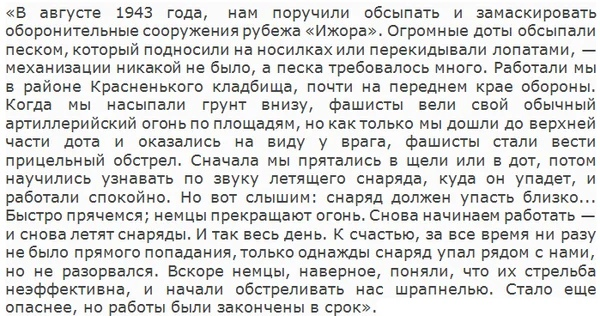 «В августе 1943 года, нам поручили обсыпать и замаскировать
оборонительные сооружения рубежа «Ижора». Огромные доты обсыпали
песком, который подносили на носилках или перекидывали лопатами, —
механизации никакой не было, а песка требовалось много. Работали мы
в районе Красненького кладбища, почти на переднем крае обороны.
Когда мы насыпали грунт внизу, фашисты вели свой обычный
артиллерийский огонь по площадям, но как только мы дошли до верхней
части дота и оказались на виду у врага, фашисты стали вести
прицельный обстрел. Сначала мы прятались в щели или в дот, потом
научились узнавать по звуку летящего снаряда, куда он упадет, и
работали спокойно. Но вот слышим: снаряд должен упасть близко...
Быстро прячемся; немцы прекращают огонь. Снова начинаем работать —
и снова летят снаряды. И так весь день. К счастью, за все время ни разу
не было прямого попадания, только однажды снаряд упал рядом с нами,
но не разорвался. Вскоре немцы, наверное, поняли, что их стрельба
неэффективна, и начали обстреливать нас шрапнелью. Стало еще
опаснее, но работы были закончены в срок».